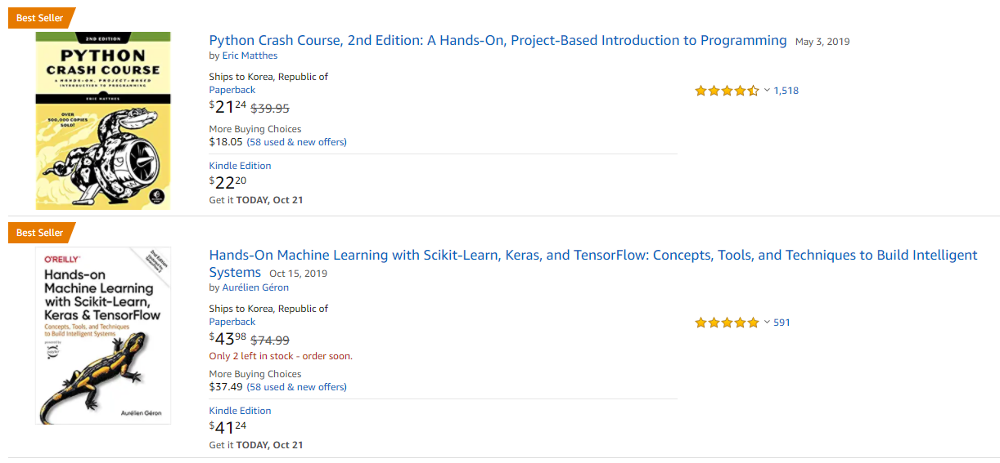 Best Seller
2ND EDITION
PYTHON
CRASH COURSE
A HANDS-ON, PROJECT-BASED
INTRODUCTION TO PROGRAMMING
ERIC MATTHES
OVER
500,000 COPIES
SOLD!
Python Crash Course, 2nd Edition: A Hands-On, Project-Based Introduction to Programming May 3, 2019
by Eric Matthes
Ships to Korea, Republic of
Paperback
$21 24 $39.95
1,518
More Buying Choices
$18.05 (58 used & new offers)
Kindle Edition
$22 20
Get it TODAY, Oct 21
Best Seller
O'REILLY
2nd Edition
Updated for
TensorFlow 2
Hands-on
Machine Learning
with Scikit-Learn,
Keras & TensorFlow
Concepts, Tools, and Techniques
to Build Intelligent Systems
powered by
jupyter
Aurélien Géron
Hands-On Machine Learning with Scikit-Learn, Keras, and TensorFlow: Concepts, Tools, and Techniques to Build Intelligent
Systems Oct 15, 2019
by Aurélien Géron
Ships to Korea, Republic of
Paperback
$43 98 $74.99
591
Only 2 left in stock - order soon.
More Buying Choices
$37.49 (58 used & new offers)
Kindle Edition
$41 24
Get it TODAY, Oct 21